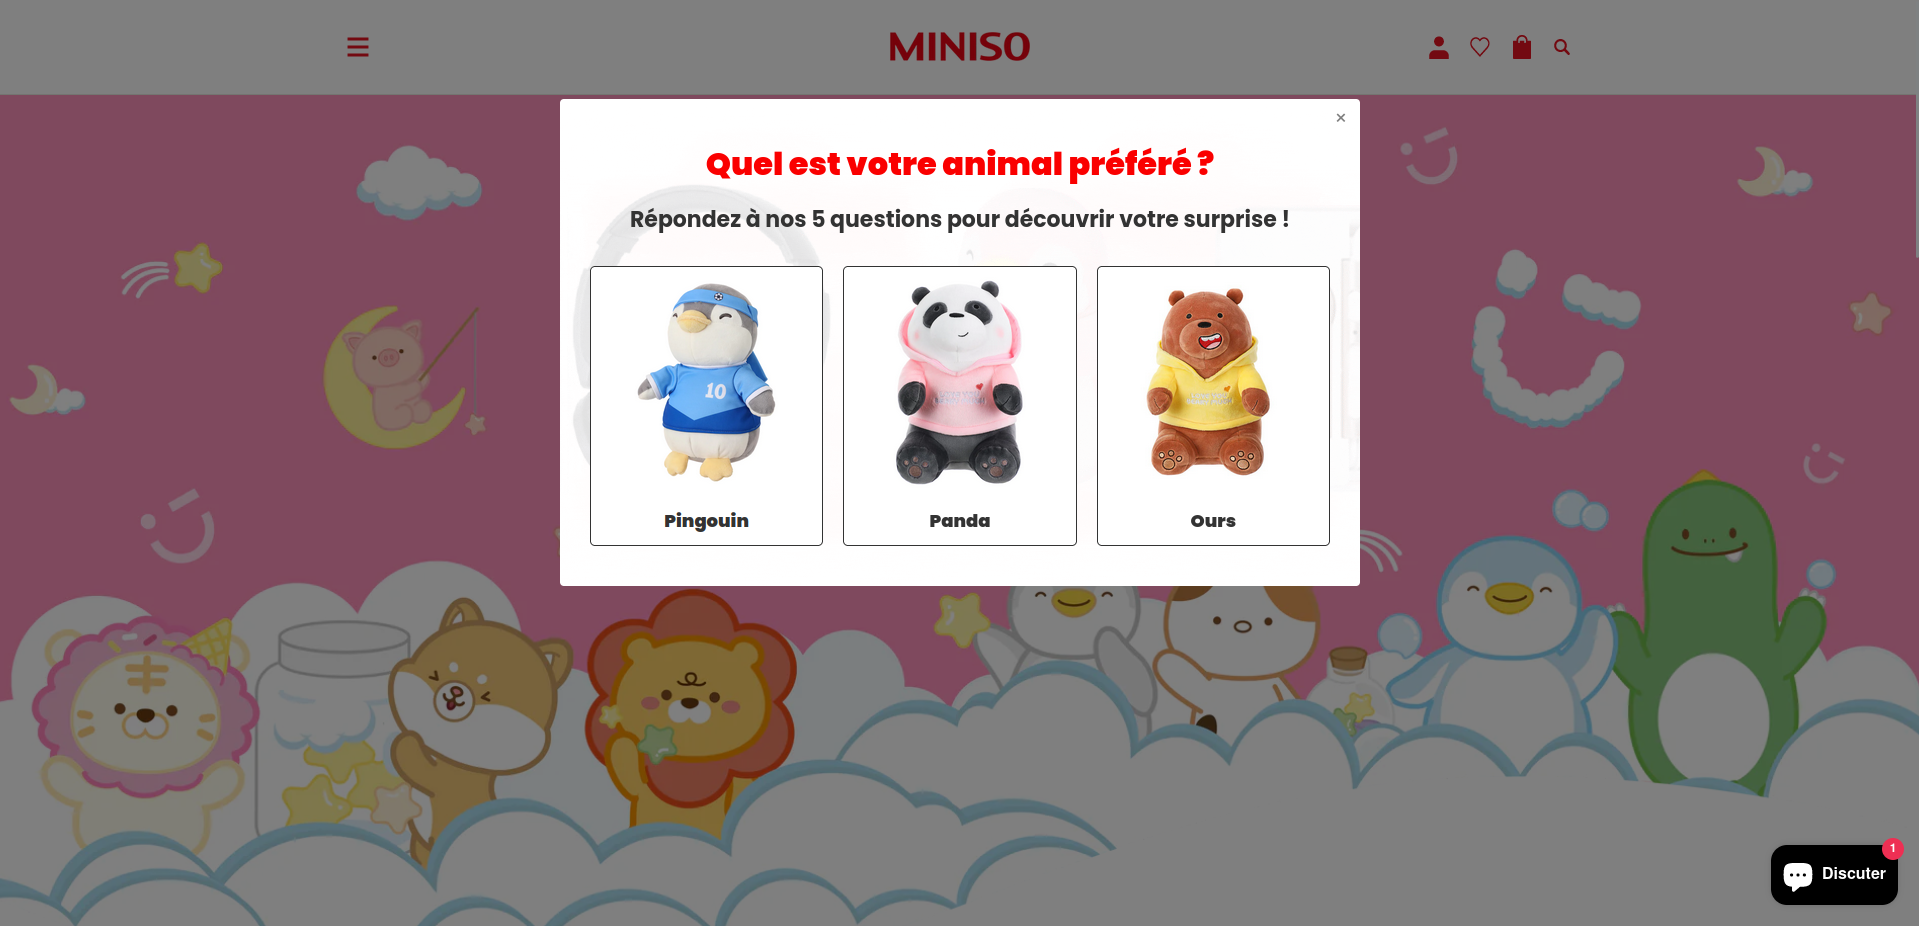 MINISO
×
Quel est votre animal préféré ?
Répondez à nos 5 questions pour découvrir votre surprise !
10
Pingouin
Panda
Ours
1
Discuter